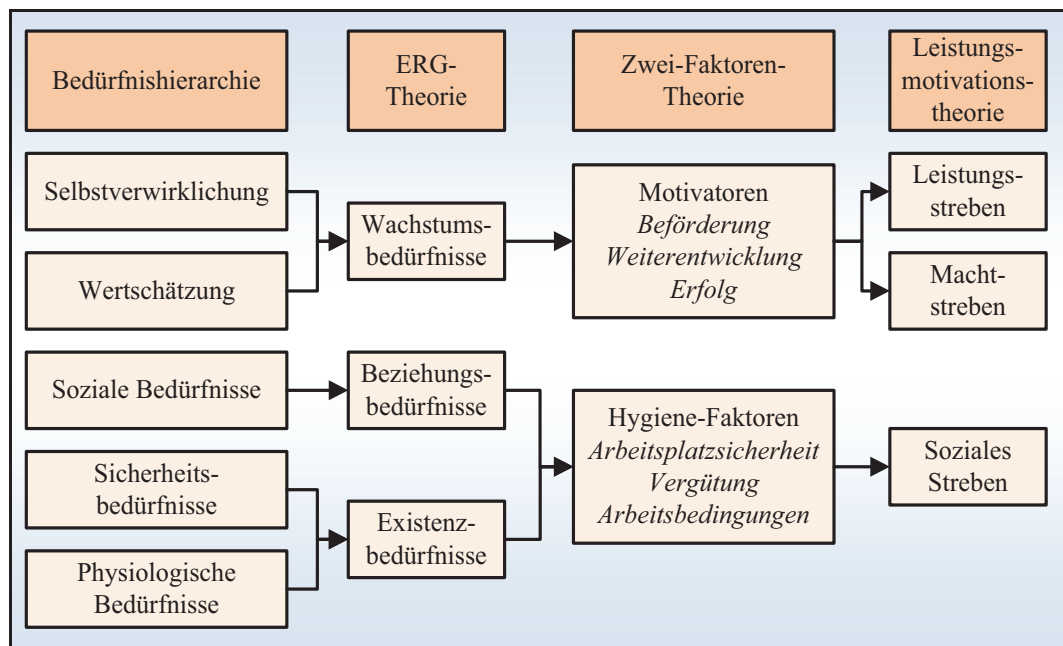 Bedürfnishierarchie
ERG-
Theorie
Zwei-Faktoren-
Theorie
Leistungs-
motivations-
theorie
Selbstverwirklichung
Wertschätzung
Wachstums-
bedürfnisse
Motivatoren
Beförderung
Weiterentwicklung
Erfolg
Leistungs-
streben
Macht-
streben
Soziale Bedürfnisse
Beziehungs-
bedürfnisse
Sicherheits-
bedürfnisse
Physiologische
Bedürfnisse
Existenz-
bedürfnisse
Hygiene-Faktoren
Arbeitsplatzsicherheit
Vergütung
Arbeitsbedingungen
Soziales
Streben